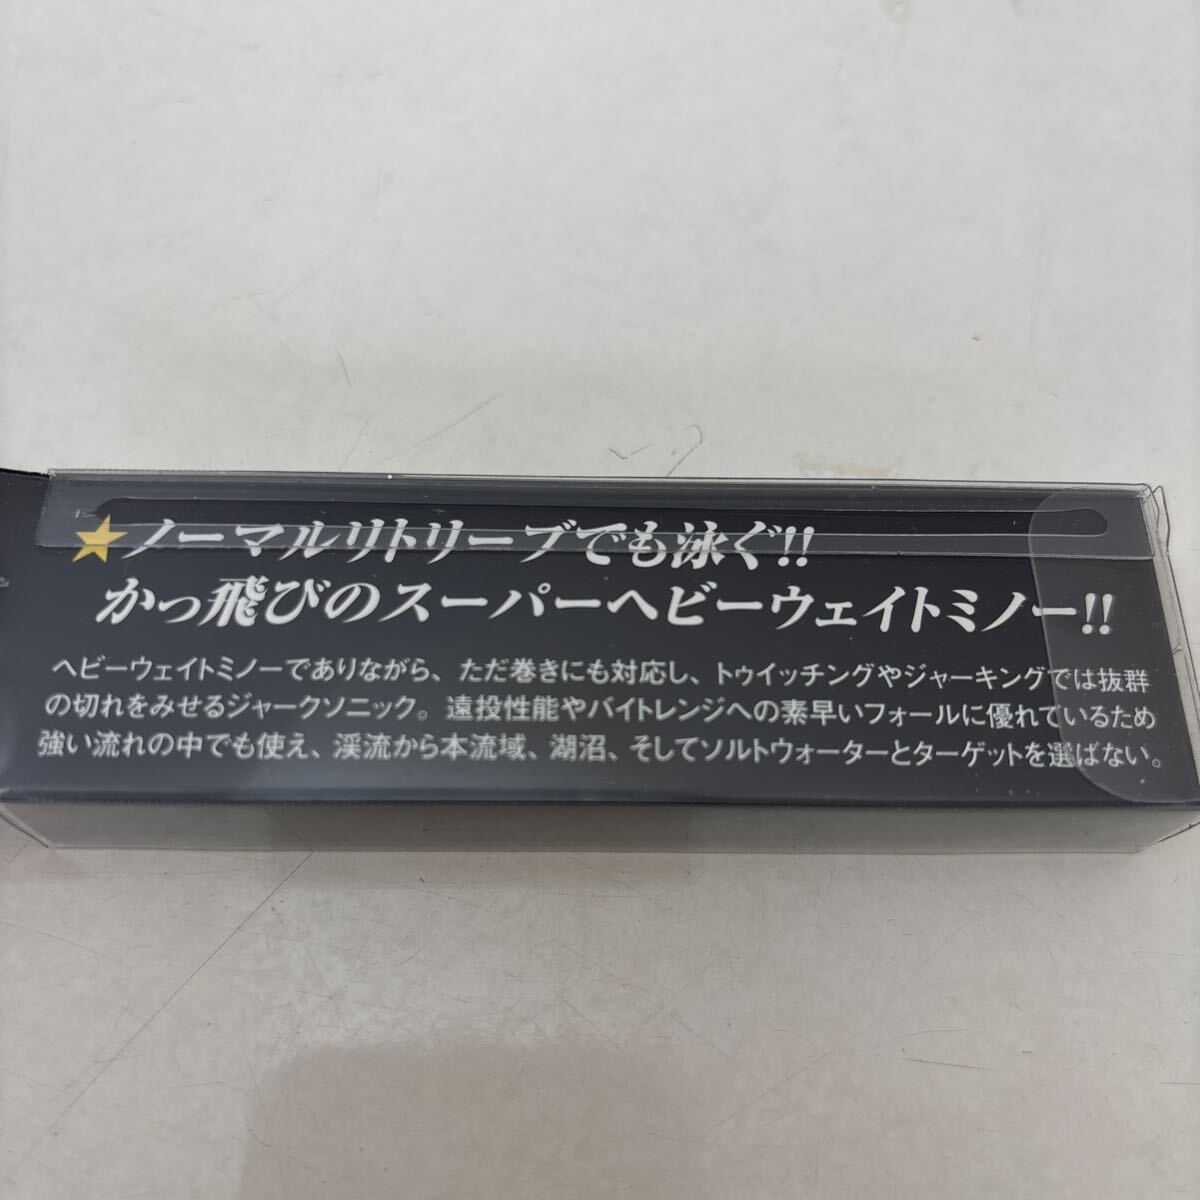 ★ノーマルリトリーブでも泳ぐ!!
かっ飛びのスーパーヘビーウェイトミノー!!
ヘビーウェイトミノーでありながら、ただ巻きにも対応し、トゥイッチングやジャーキングでは抜群
の切れをみせるジャークソニック。遠投性能やバイトレンジへの素早いフォールに優れているため
強い流れの中でも使え、渓流から本流域、湖沼、そしてソルトウォーターとターゲットを選ばない。